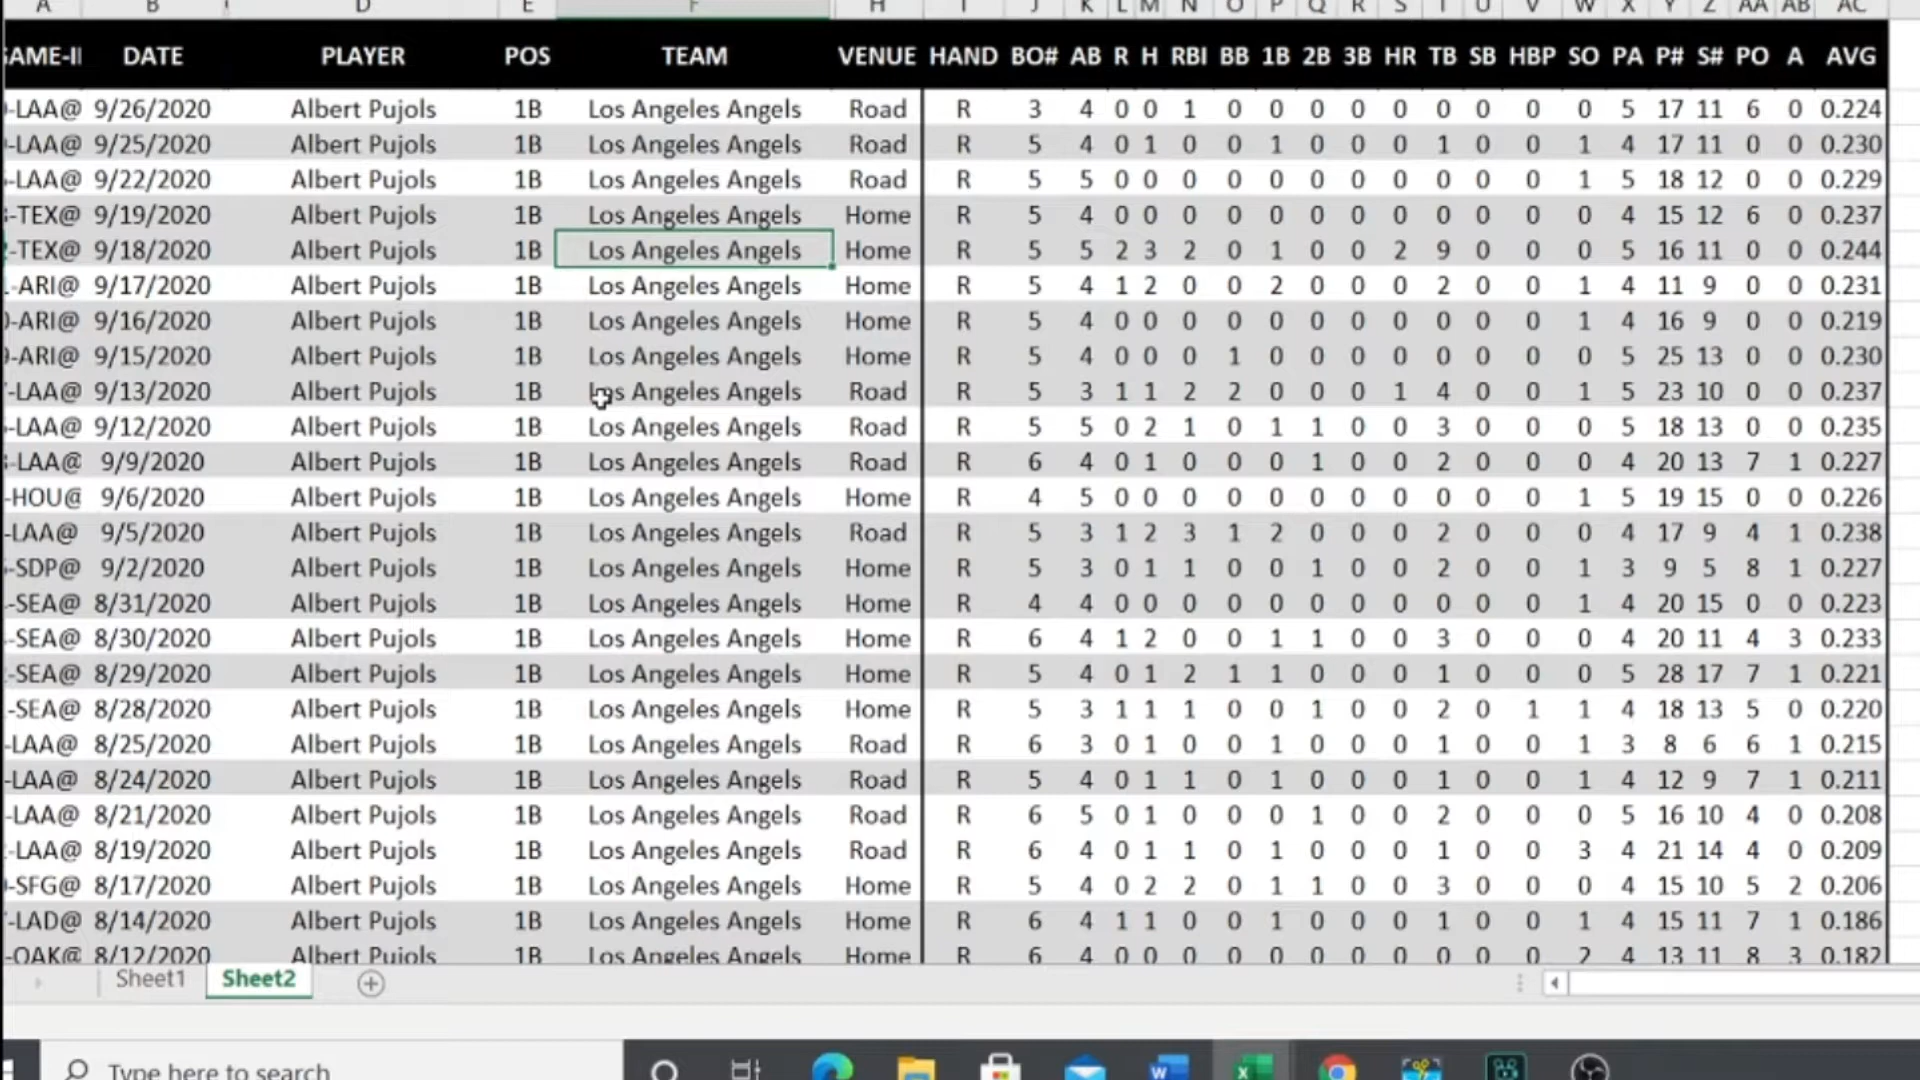 A B D E F H I J K L M N O P Q R S T U V W X Y Z AA AB AC
GAME-II DATE PLAYER POS TEAM VENUE HAND BO# AB R H RBI BB 1B 2B 3B HR TB SB HBP SO PA P# S# PO A AVG
-LAA@ 9/26/2020 Albert Pujols 1B Los Angeles Angels Road R 3 4 0 0 1 0 0 0 0 0 0 0 0 0 5 17 11 6 0 0.224
-LAA@ 9/25/2020 Albert Pujols 1B Los Angeles Angels Road R 5 4 0 1 0 0 1 0 0 0 1 0 0 1 4 17 11 0 0 0.230
-LAA@ 9/22/2020 Albert Pujols 1B Los Angeles Angels Road R 5 5 0 0 0 0 0 0 0 0 0 0 0 1 5 18 12 0 0 0.229
-TEX@ 9/19/2020 Albert Pujols 1B Los Angeles Angels Home R 5 4 0 0 0 0 0 0 0 0 0 0 0 0 4 15 12 6 0 0.237
-TEX@ 9/18/2020 Albert Pujols 1B Los Angeles Angels Home R 5 5 2 3 2 0 1 0 0 2 9 0 0 0 5 16 11 0 0 0.244
-ARI@ 9/17/2020 Albert Pujols 1B Los Angeles Angels Home R 5 4 1 2 0 0 2 0 0 0 2 0 0 1 4 11 9 0 0 0.231
-ARI@ 9/16/2020 Albert Pujols 1B Los Angeles Angels Home R 5 4 0 0 0 0 0 0 0 0 0 0 0 1 4 16 9 0 0 0.219
-ARI@ 9/15/2020 Albert Pujols 1B Los Angeles Angels Home R 5 4 0 0 0 1 0 0 0 0 0 0 0 0 5 25 13 0 0 0.230
-LAA@ 9/13/2020 Albert Pujols 1B Los Angeles Angels Road R 5 3 1 1 2 2 0 0 0 1 4 0 0 1 5 23 10 0 0 0.237
-LAA@ 9/12/2020 Albert Pujols 1B Los Angeles Angels Road R 5 5 0 2 1 0 1 1 0 0 3 0 0 0 5 18 13 0 0 0.235
-LAA@ 9/9/2020 Albert Pujols 1B Los Angeles Angels Road R 6 4 0 1 0 0 0 1 0 0 2 0 0 0 4 20 13 7 1 0.227
-HOU@ 9/6/2020 Albert Pujols 1B Los Angeles Angels Home R 4 5 0 0 0 0 0 0 0 0 0 0 0 1 5 19 15 0 0 0.226
-LAA@ 9/5/2020 Albert Pujols 1B Los Angeles Angels Road R 5 3 1 2 3 1 2 0 0 0 2 0 0 0 4 17 9 4 1 0.238
-SDP@ 9/2/2020 Albert Pujols 1B Los Angeles Angels Home R 5 3 0 1 1 0 0 1 0 0 2 0 0 1 3 9 5 8 1 0.227
-SEA@ 8/31/2020 Albert Pujols 1B Los Angeles Angels Home R 4 4 0 0 0 0 0 0 0 0 0 0 0 1 4 20 15 0 0 0.223
-SEA@ 8/30/2020 Albert Pujols 1B Los Angeles Angels Home R 6 4 1 2 0 0 1 1 0 0 3 0 0 0 4 20 11 4 3 0.233
-SEA@ 8/29/2020 Albert Pujols 1B Los Angeles Angels Home R 5 4 0 1 2 1 1 0 0 0 1 0 0 0 5 28 17 7 1 0.221
-SEA@ 8/28/2020 Albert Pujols 1B Los Angeles Angels Home R 5 3 1 1 1 0 0 1 0 0 2 0 1 1 4 18 13 5 0 0.220
-LAA@ 8/25/2020 Albert Pujols 1B Los Angeles Angels Road R 6 3 0 1 0 0 1 0 0 0 1 0 0 1 3 8 6 6 1 0.215
-LAA@ 8/24/2020 Albert Pujols 1B Los Angeles Angels Road R 5 4 0 1 1 0 1 0 0 0 1 0 0 1 4 12 9 7 1 0.211
-LAA@ 8/21/2020 Albert Pujols 1B Los Angeles Angels Road R 6 5 0 1 0 0 0 1 0 0 2 0 0 0 5 16 10 4 0 0.208
-LAA@ 8/19/2020 Albert Pujols 1B Los Angeles Angels Road R 6 4 0 1 1 0 1 0 0 0 1 0 0 3 4 21 14 4 0 0.209
-SFG@ 8/17/2020 Albert Pujols 1B Los Angeles Angels Home R 5 4 0 2 2 0 1 1 0 0 3 0 0 0 4 15 10 5 2 0.206
-LAD@ 8/14/2020 Albert Pujols 1B Los Angeles Angels Home R 6 4 1 1 0 0 1 0 0 0 1 0 0 1 4 15 11 7 1 0.186
-OAK@ 8/12/2020 Albert Pujols 1B Los Angeles Angels Home R 6 4 0 0 0 0 0 0 0 0 0 0 0 2 4 13 11 8 3 0.182
Sheet1 Sheet2
Type here to search